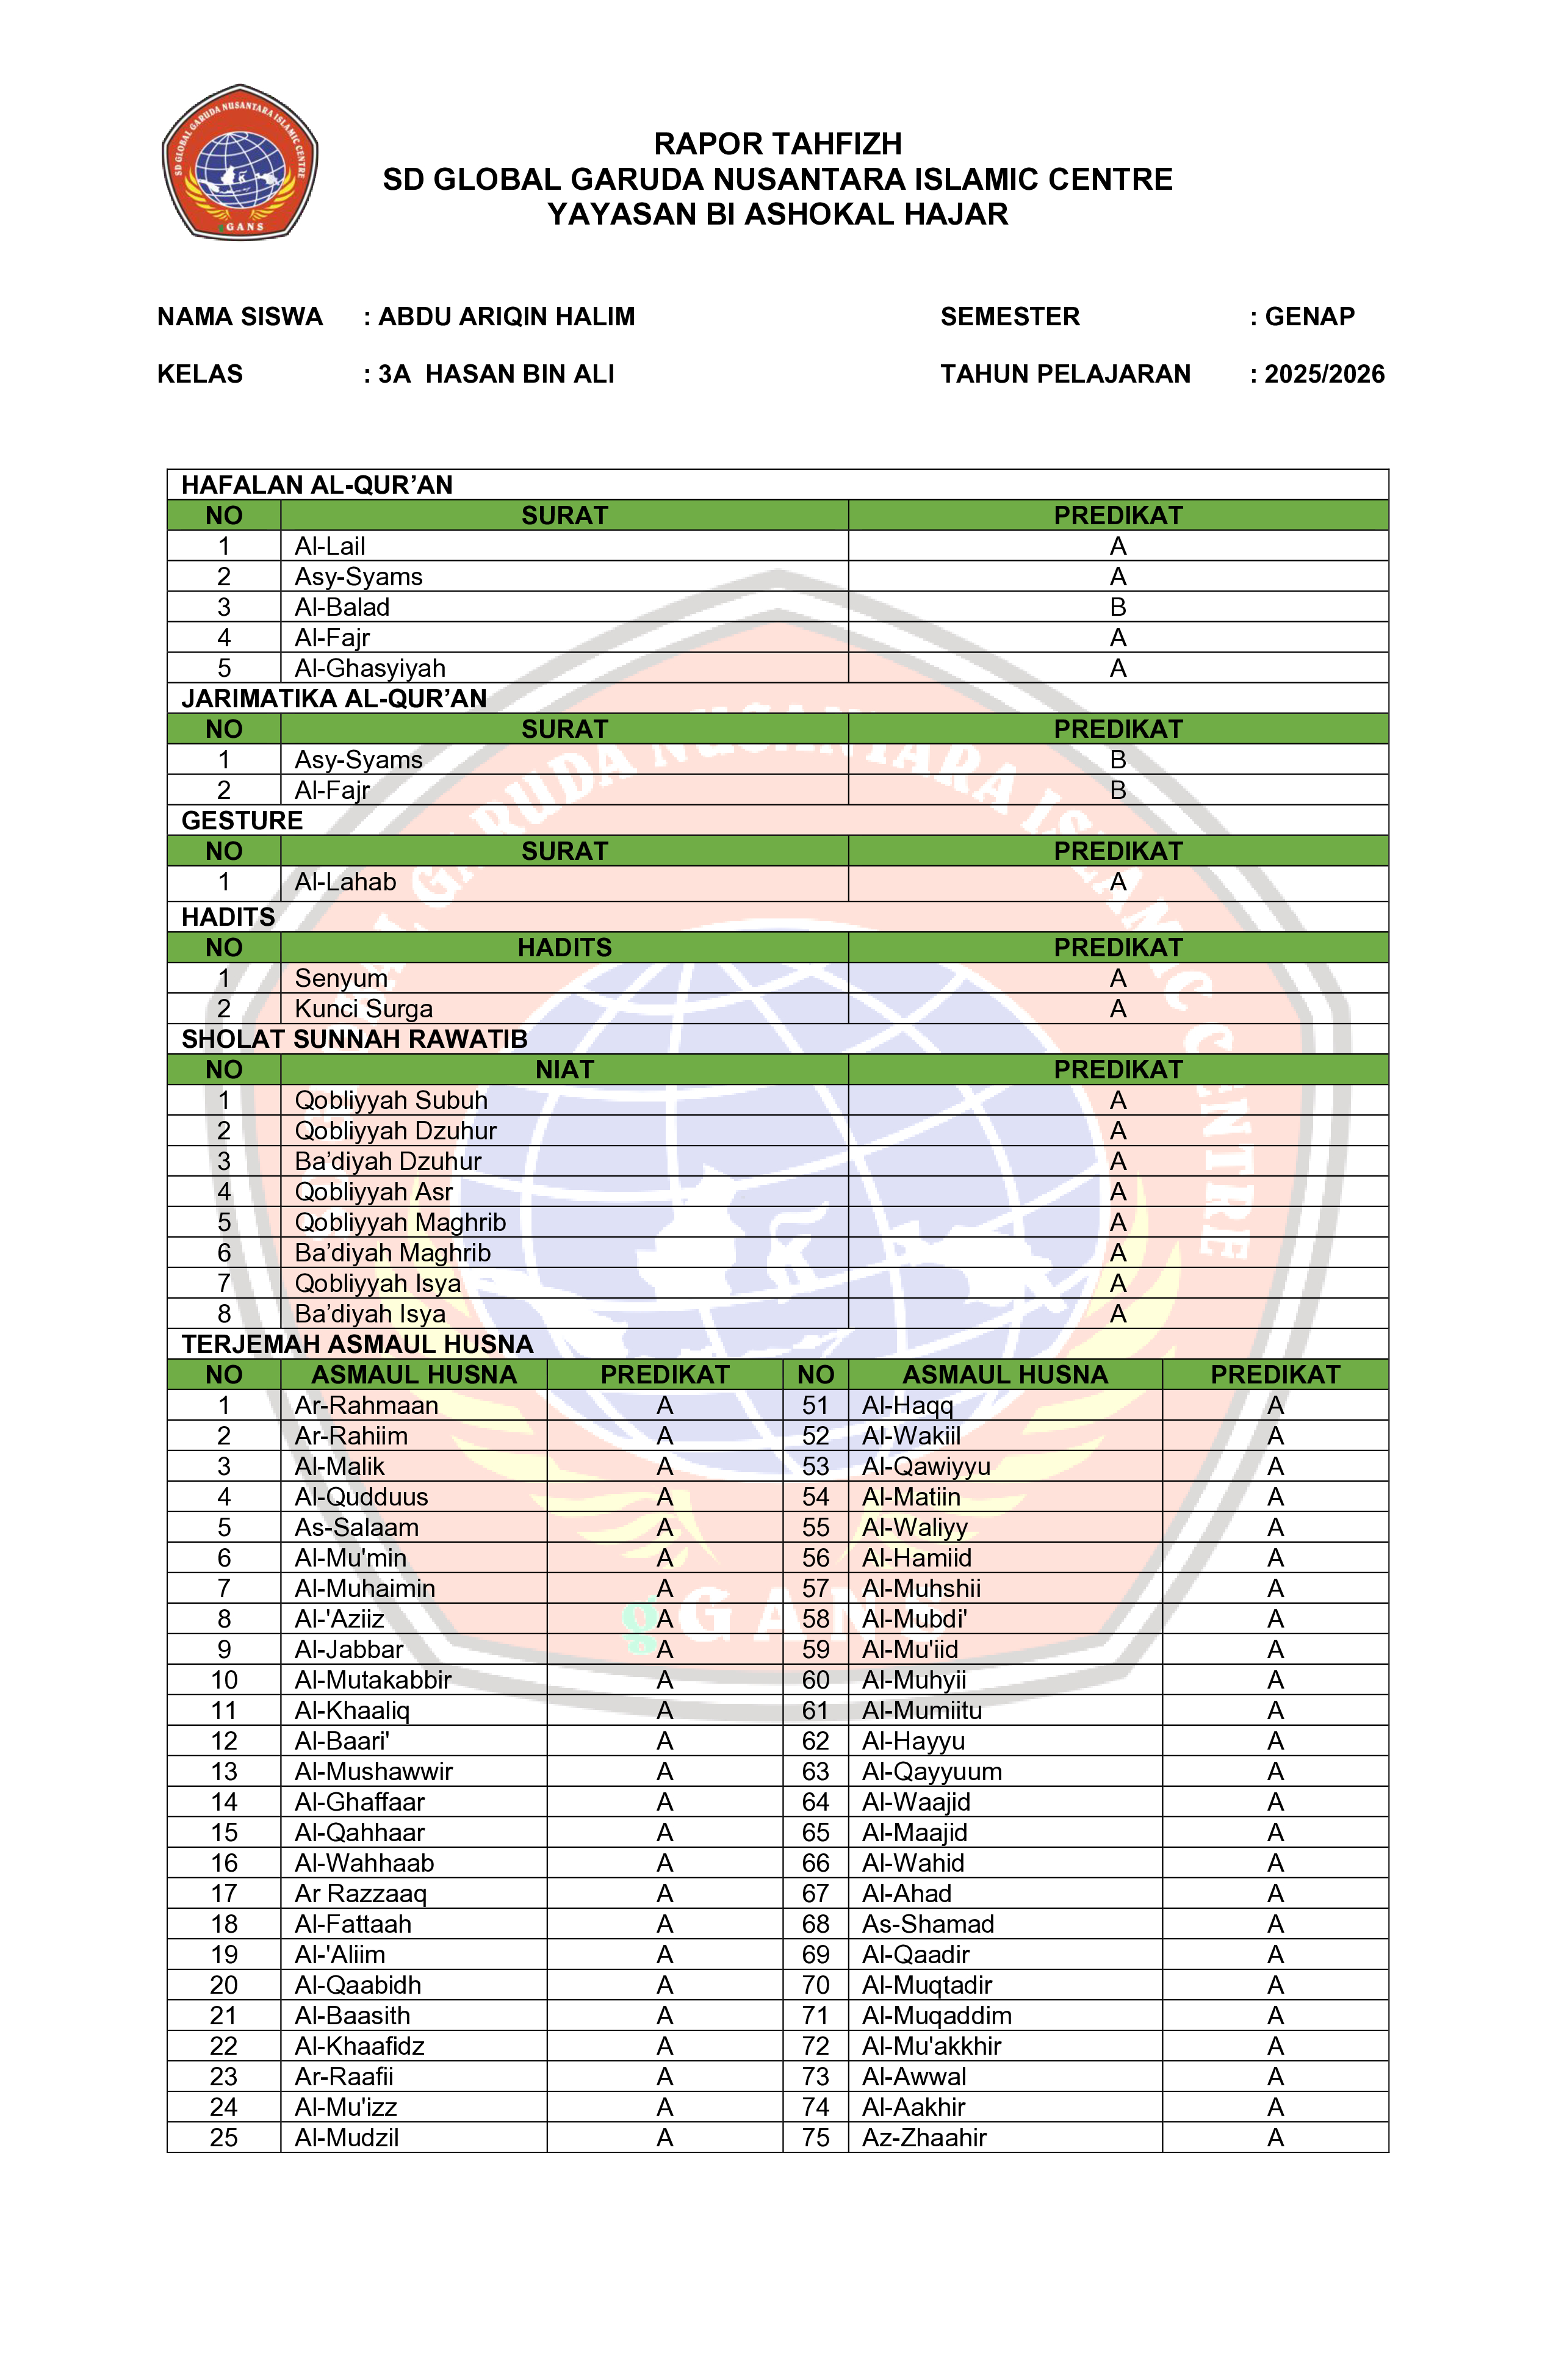 SD GLOBAL GARUDA NUSANTARA ISLAMIC CENTRE
gGANS
RAPOR TAHFIZH
SD GLOBAL GARUDA NUSANTARA ISLAMIC CENTRE
YAYASAN BI ASHOKAL HAJAR
NAMA SISWA : ABDU ARIQIN HALIM SEMESTER : GENAP
KELAS : 3A HASAN BIN ALI TAHUN PELAJARAN : 2025/2026
HAFALAN AL-QUR’AN
NO SURAT PREDIKAT
1 Al-Lail A
2 Asy-Syams A
3 Al-Balad B
4 Al-Fajr A
5 Al-Ghasyiyah A
JARIMATIKA AL-QUR’AN
NO SURAT PREDIKAT
1 Asy-Syams B
2 Al-Fajr B
GESTURE
NO SURAT PREDIKAT
1 Al-Lahab A
HADITS
NO HADITS PREDIKAT
1 Senyum A
2 Kunci Surga A
SHOLAT SUNNAH RAWATIB
NO NIAT PREDIKAT
1 Qobliyyah Subuh A
2 Qobliyyah Dzuhur A
3 Ba’diyah Dzuhur A
4 Qobliyyah Asr A
5 Qobliyyah Maghrib A
6 Ba’diyah Maghrib A
7 Qobliyyah Isya A
8 Ba’diyah Isya A
TERJEMAH ASMAUL HUSNA
NO ASMAUL HUSNA PREDIKAT NO ASMAUL HUSNA PREDIKAT
1 Ar-Rahmaan A 51 Al-Haqq A
2 Ar-Rahiim A 52 Al-Wakiil A
3 Al-Malik A 53 Al-Qawiyyu A
4 Al-Qudduus A 54 Al-Matiin A
5 As-Salaam A 55 Al-Waliyy A
6 Al-Mu'min A 56 Al-Hamiid A
7 Al-Muhaimin A 57 Al-Muhshii A
8 Al-'Aziiz A 58 Al-Mubdi' A
9 Al-Jabbar A 59 Al-Mu'iid A
10 Al-Mutakabbir A 60 Al-Muhyii A
11 Al-Khaaliq A 61 Al-Mumiitu A
12 Al-Baari' A 62 Al-Hayyu A
13 Al-Mushawwir A 63 Al-Qayyuum A
14 Al-Ghaffaar A 64 Al-Waajid A
15 Al-Qahhaar A 65 Al-Maajid A
16 Al-Wahhaab A 66 Al-Wahid A
17 Ar Razzaaq A 67 Al-Ahad A
18 Al-Fattaah A 68 As-Shamad A
19 Al-'Aliim A 69 Al-Qaadir A
20 Al-Qaabidh A 70 Al-Muqtadir A
21 Al-Baasith A 71 Al-Muqaddim A
22 Al-Khaafidz A 72 Al-Mu'akkhir A
23 Ar-Raafii A 73 Al-Awwal A
24 Al-Mu'izz A 74 Al-Aakhir A
25 Al-Mudzil A 75 Az-Zhaahir A